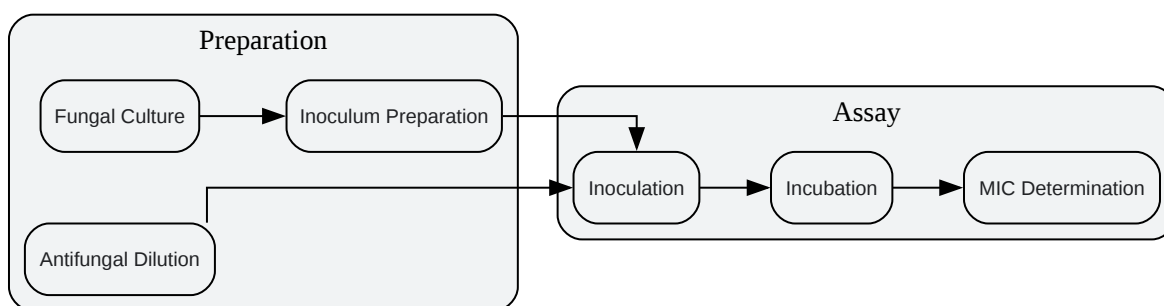 Preparation
Fungal Culture
Inoculum Preparation
Antifungal Dilution
Assay
Inoculation
Incubation
MIC Determination